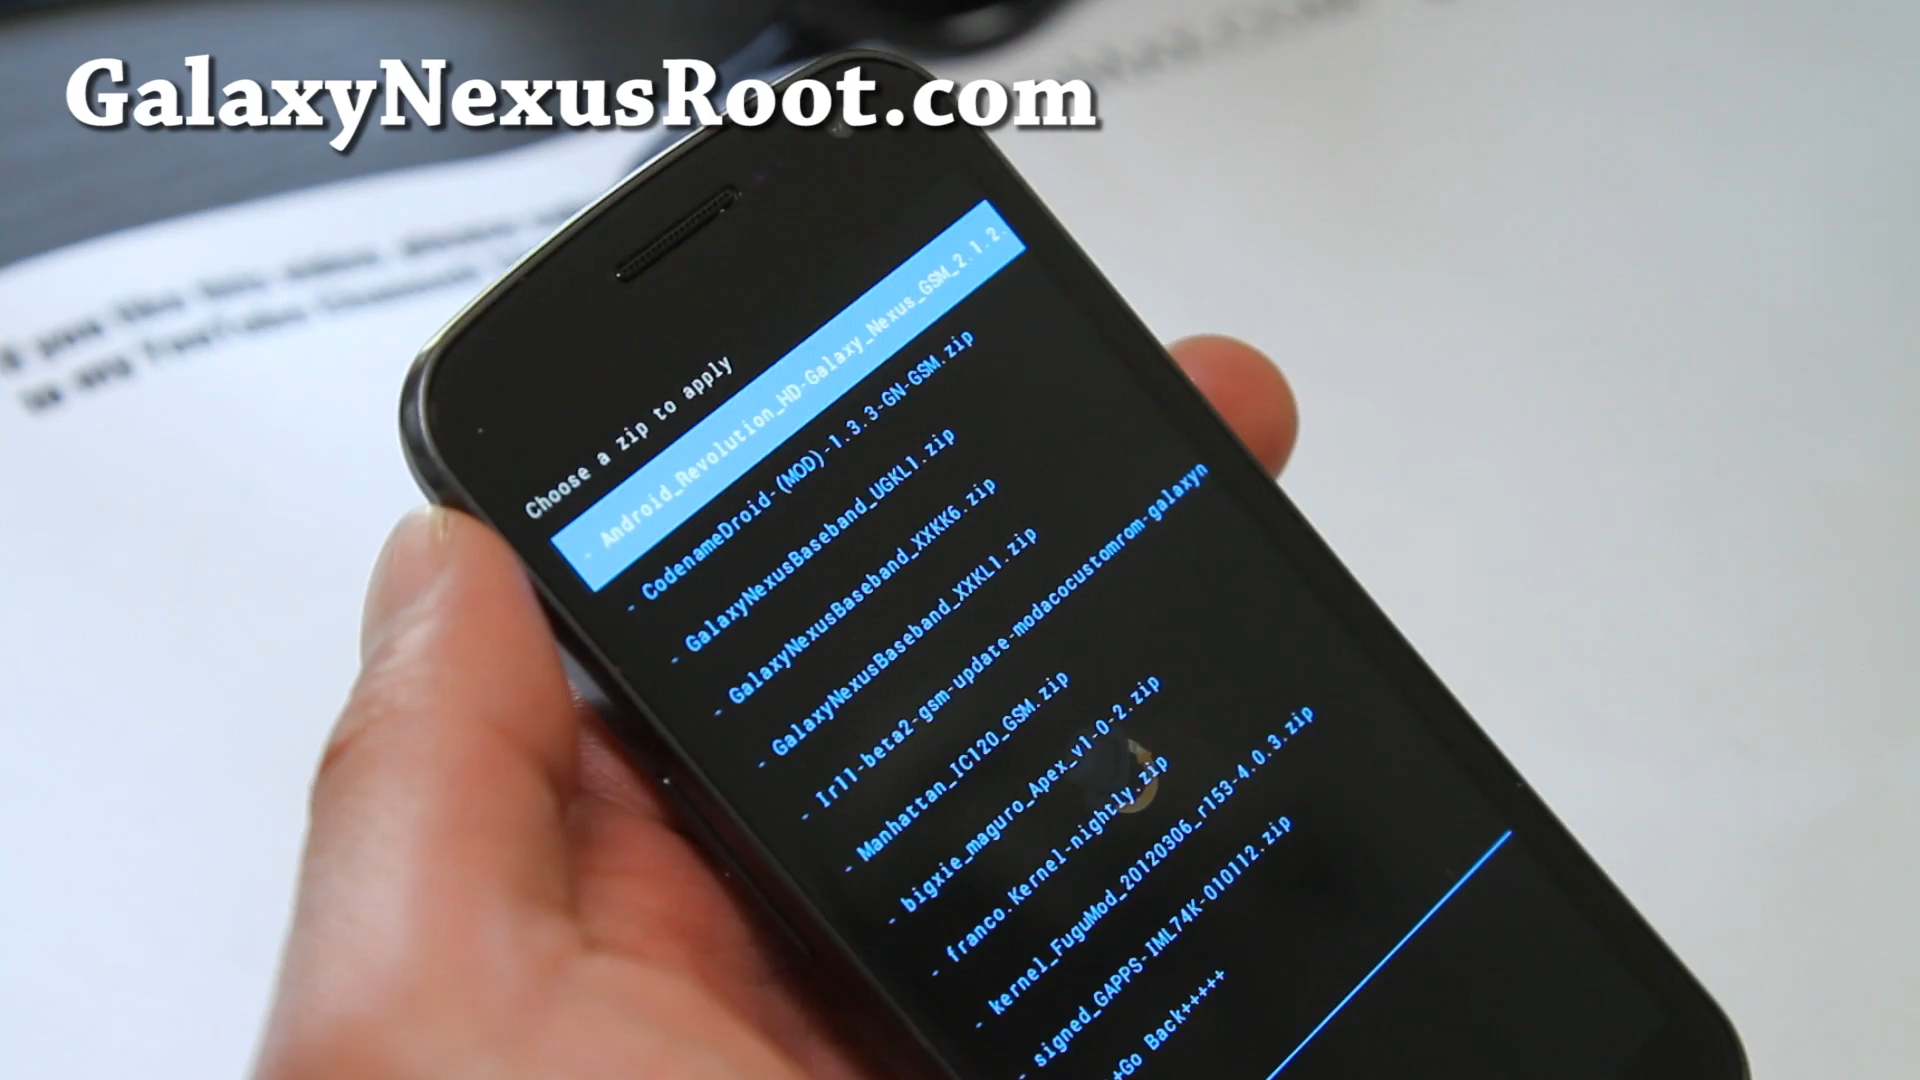 GalaxyNexusRoot.com
Choose a zip to apply
- Android_Revolution_HD-Galaxy_Nexus_GSM_2.1.2.
- CodenameDroid-(MOD)-1.3.3-GN-GSM.zip
- GalaxyNexusBaseband_UGKL1.zip
- GalaxyNexusBaseband_XXKK6.zip
- GalaxyNexusBaseband_XXKL1.zip
- Ir11-beta2-gsm-update-modacocustomrom-galaxyn
- Manhattan_IC120_GSM.zip
- bigxie_maguro_Apex_v1-0-2.zip
- franco.Kernel-nightly.zip
- kernel_FuguMod_20120306_r153-4.0.3.zip
- signed_GAPPS-IML74K-010112.zip
+Go Back+++++